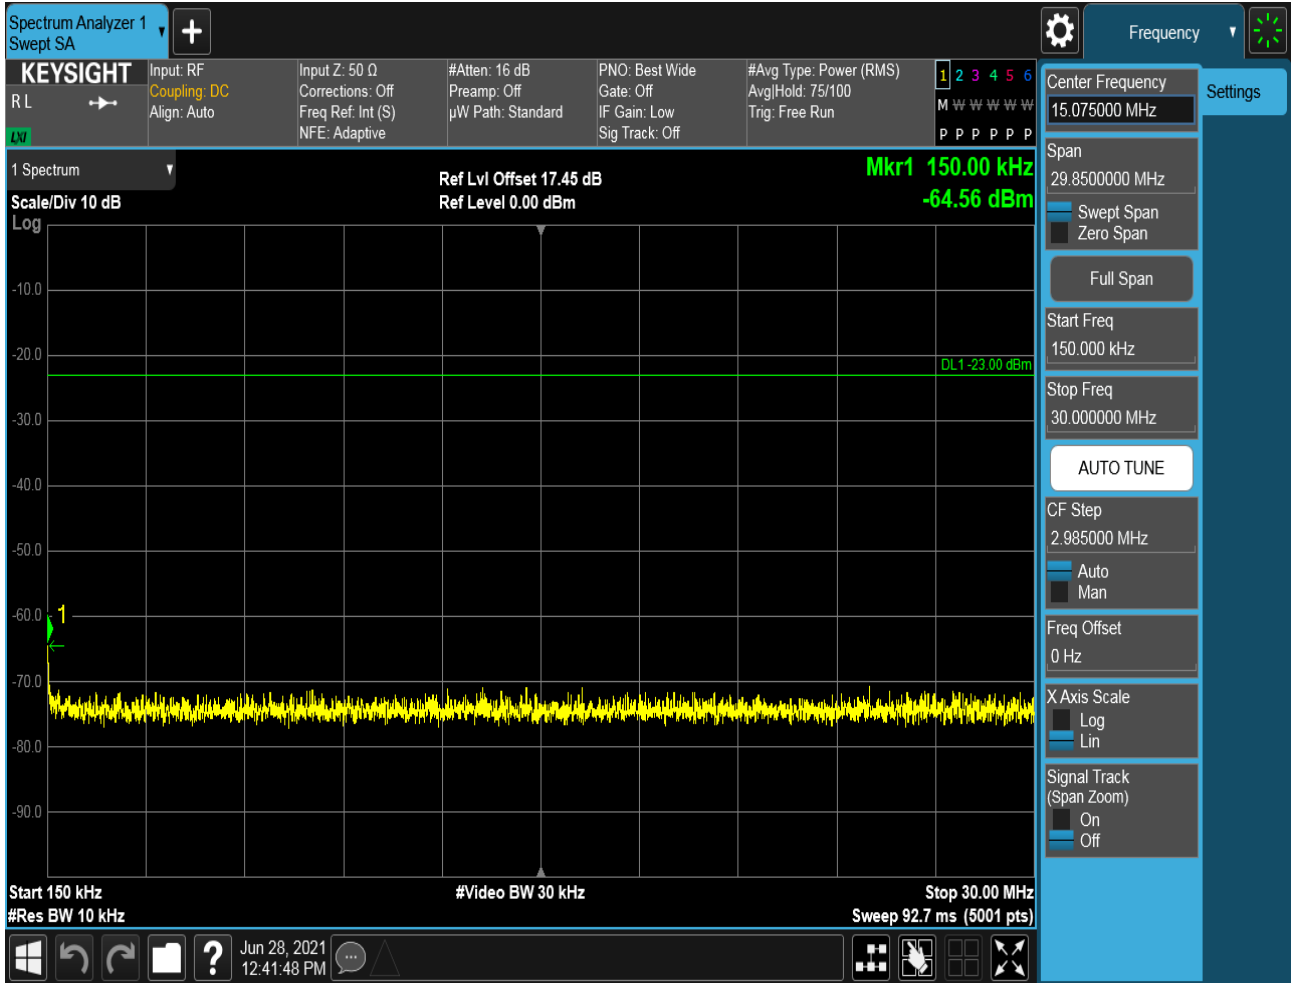 Spectrum Analyzer 1
Swept SA
Frequency
KEYSIGHT
R L
LXI
Input: RF
Coupling: DC
Align: Auto
Input Z: 50 Ω
Corrections: Off
Freq Ref: Int (S)
NFE: Adaptive
#Atten: 16 dB
Preamp: Off
µW Path: Standard
PNO: Best Wide
Gate: Off
IF Gain: Low
Sig Track: Off
#Avg Type: Power (RMS)
Avg|Hold: 75/100
Trig: Free Run
1 2 3 4 5 6
M W W W W W
P P P P P P
1 Spectrum
Scale/Div 10 dB
Log
Ref Lvl Offset 17.45 dB
Ref Level 0.00 dBm
Mkr1 150.00 kHz
-64.56 dBm
-10.0
-20.0
DL1 -23.00 dBm
-30.0
-40.0
-50.0
-60.0
1
-70.0
-80.0
-90.0
Start 150 kHz
#Video BW 30 kHz
Stop 30.00 MHz
#Res BW 10 kHz
Sweep 92.7 ms (5001 pts)
?
Jun 28, 2021
12:41:48 PM
Center Frequency
15.075000 MHz
Settings
Span
29.8500000 MHz
Swept Span
Zero Span
Full Span
Start Freq
150.000 kHz
Stop Freq
30.000000 MHz
AUTO TUNE
CF Step
2.985000 MHz
Auto
Man
Freq Offset
0 Hz
X Axis Scale
Log
Lin
Signal Track
(Span Zoom)
On
Off